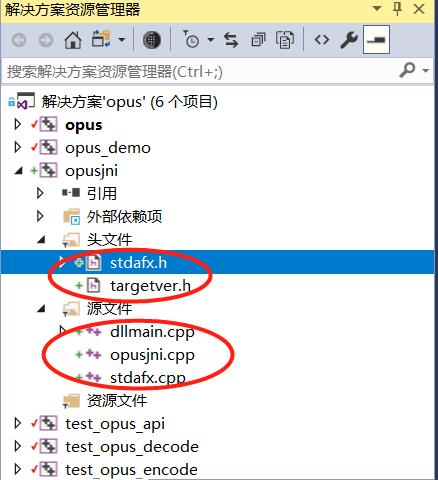 解决方案资源管理器
搜索解决方案资源管理器(Ctrl+;)
解决方案'opus' (6 个项目)
opus
opus_demo
opusjni
引用
外部依赖项
头文件
stdafx.h
targetver.h
源文件
dllmain.cpp
opusjni.cpp
stdafx.cpp
资源文件
test_opus_api
test_opus_decode
test_opus_encode